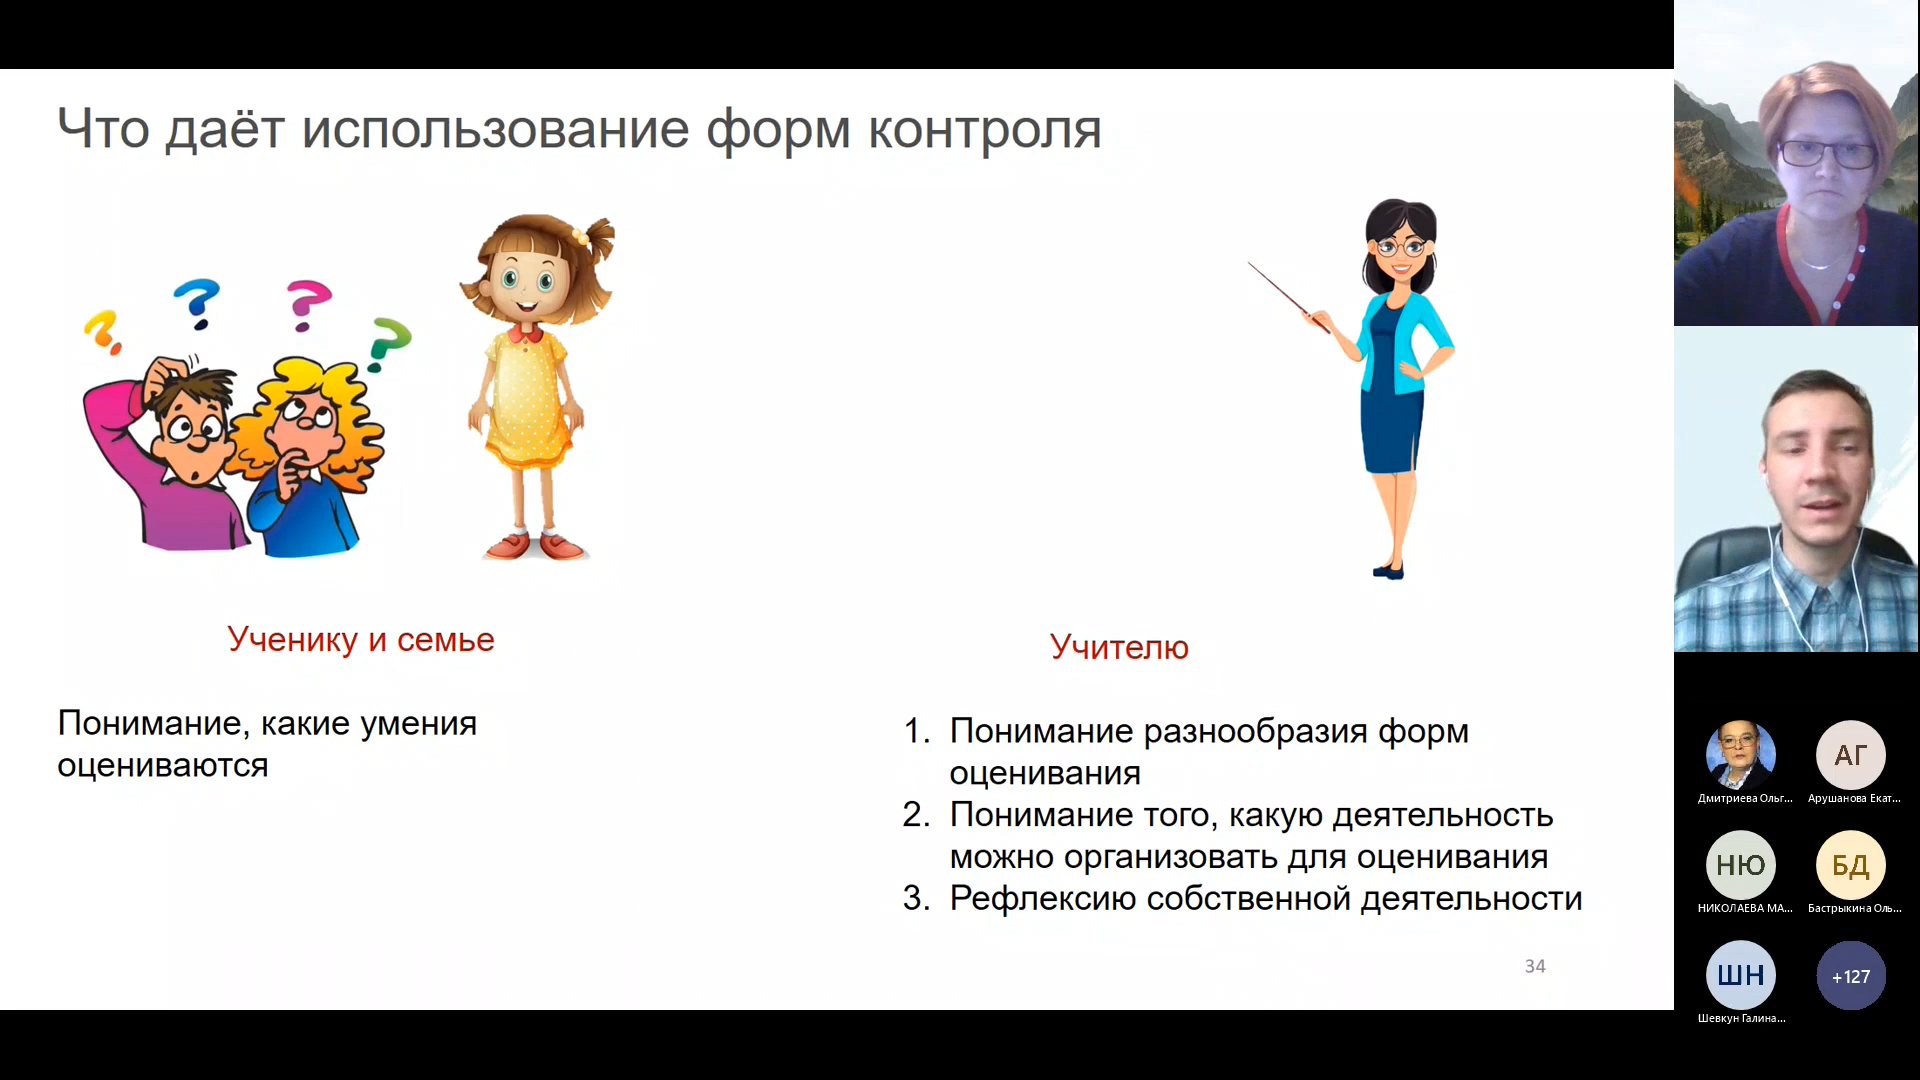 Что даёт использование форм контроля
Ученику и семье
Понимание, какие умения
оцениваются
Учителю
1. Понимание разнообразия форм
оценивания
2. Понимание того, какую деятельность
можно организовать для оценивания
3. Рефлексию собственной деятельности
34
Дмитриева Ольг...
АГ
Арушанова Екат...
НЮ
НИКОЛАЕВА МА...
БД
Бастрыкина Оль...
ШН
Шевкун Галина...
+127